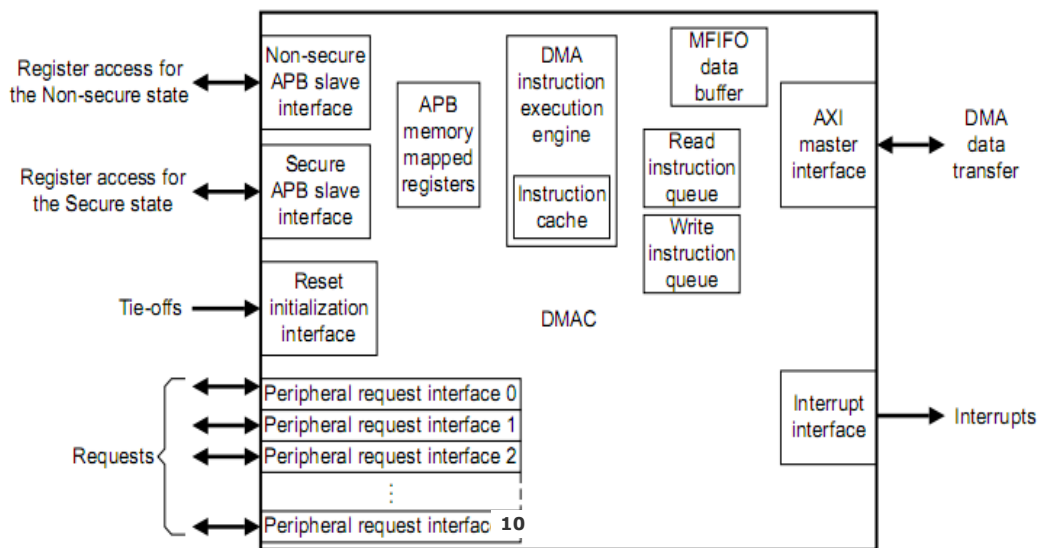 Register access for
the Non-secure state
Non-secure
APB slave
interface
Register access for
the Secure state
Secure
APB slave
interface
APB
memory
mapped
registers
DMA
instruction
execution
engine
Instruction
cache
MFIFO
data
buffer
Read
instruction
queue
Write
instruction
queue
AXI
master
interface
DMA
data
transfer
Tie-offs
Reset
initialization
interface
DMAC
Requests
Peripheral request interface 0
Peripheral request interface 1
Peripheral request interface 2
⋮
Peripheral request interface 10
Interrupt
interface
Interrupts